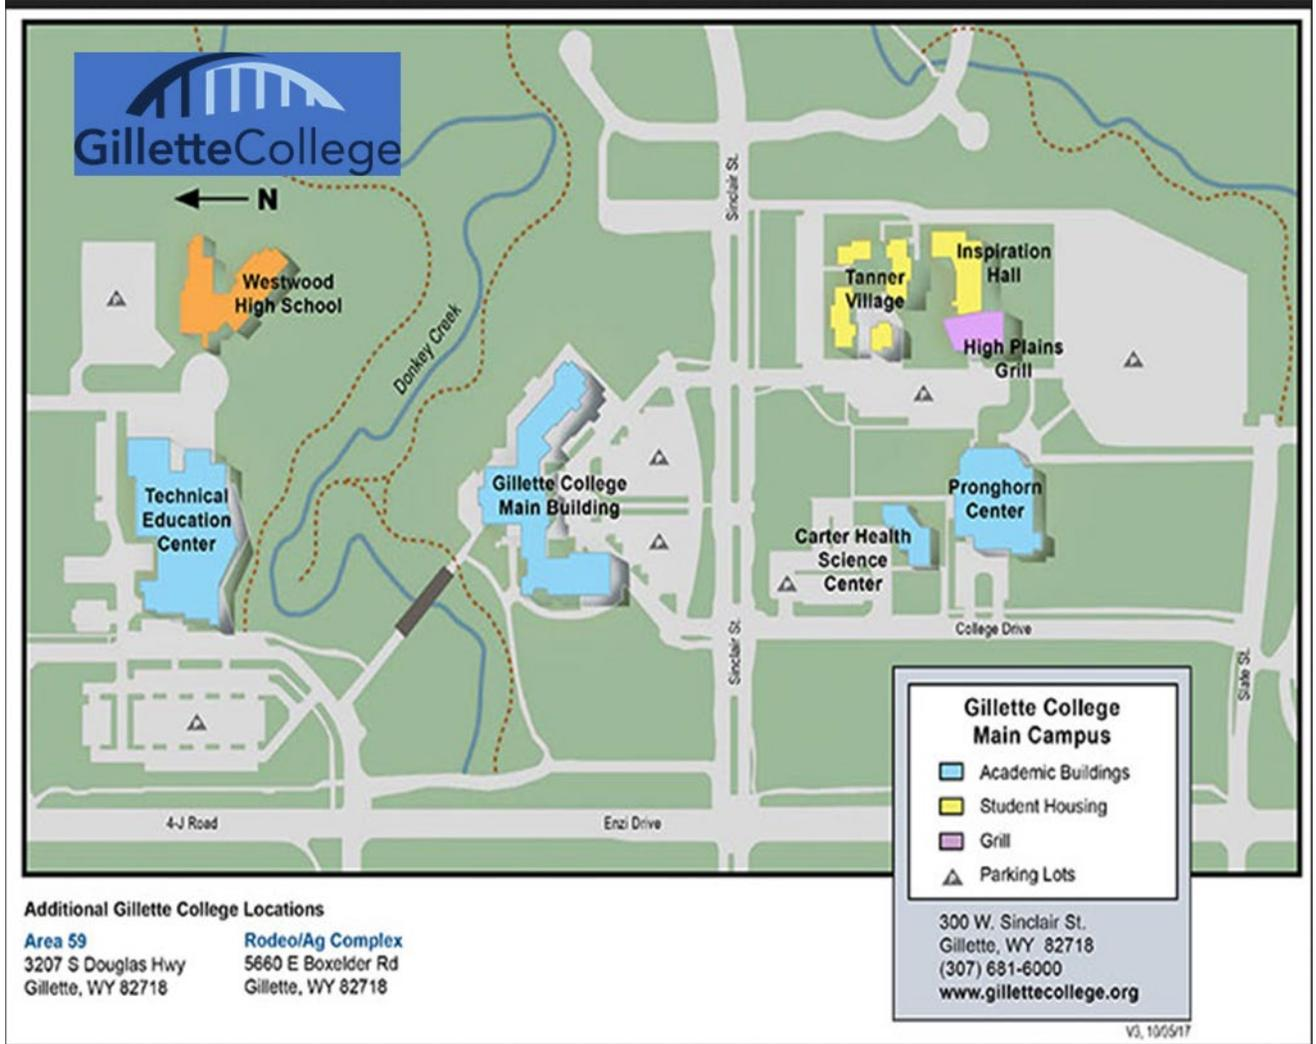 GilletteCollege
N
Westwood
High School
Donkey Creek
Sinclair St.
Tanner
Village
Inspiration
Hall
High Plains
Grill
Technical
Education
Center
Gillette College
Main Building
Pronghorn
Center
Carter Health
Science
Center
College Drive
Sinclair St.
Slate St.
4-J Road
Enzi Drive
Gillette College
Main Campus
Academic Buildings
Student Housing
Grill
Parking Lots
300 W. Sinclair St.
Gillette, WY 82718
(307) 681-6000
www.gillettecollege.org
Additional Gillette College Locations
Area 59
3207 S Douglas Hwy
Gillette, WY 82718
Rodeo/Ag Complex
5660 E Boxelder Rd
Gillette, WY 82718
V3, 10/05/17